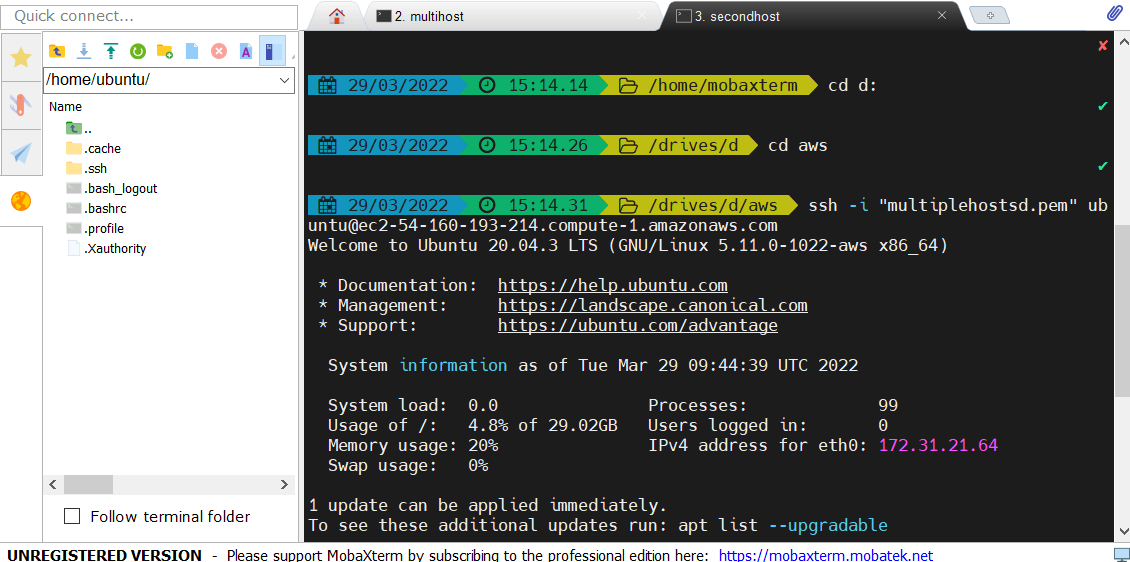 Quick connect...
2. multihost
3. secondhost
/home/ubuntu/
Name
..
.cache
.ssh
.bash_logout
.bashrc
.profile
.Xauthority
Follow terminal folder
29/03/2022 15:14.14 /home/mobaxterm cd d:
29/03/2022 15:14.26 /drives/d cd aws
29/03/2022 15:14.31 /drives/d/aws ssh -i "multiplehostsd.pem" ub
untu@ec2-54-160-193-214.compute-1.amazonaws.com
Welcome to Ubuntu 20.04.3 LTS (GNU/Linux 5.11.0-1022-aws x86_64)
* Documentation: https://help.ubuntu.com
* Management: https://landscape.canonical.com
* Support: https://ubuntu.com/advantage
System information as of Tue Mar 29 09:44:39 UTC 2022
System load: 0.0 Processes: 99
Usage of /: 4.8% of 29.02GB Users logged in: 0
Memory usage: 20% IPv4 address for eth0: 172.31.21.64
Swap usage: 0%
1 update can be applied immediately.
To see these additional updates run: apt list --upgradable
UNREGISTERED VERSION - Please support MobaXterm by subscribing to the professional edition here: https://mobaxterm.mobatek.net